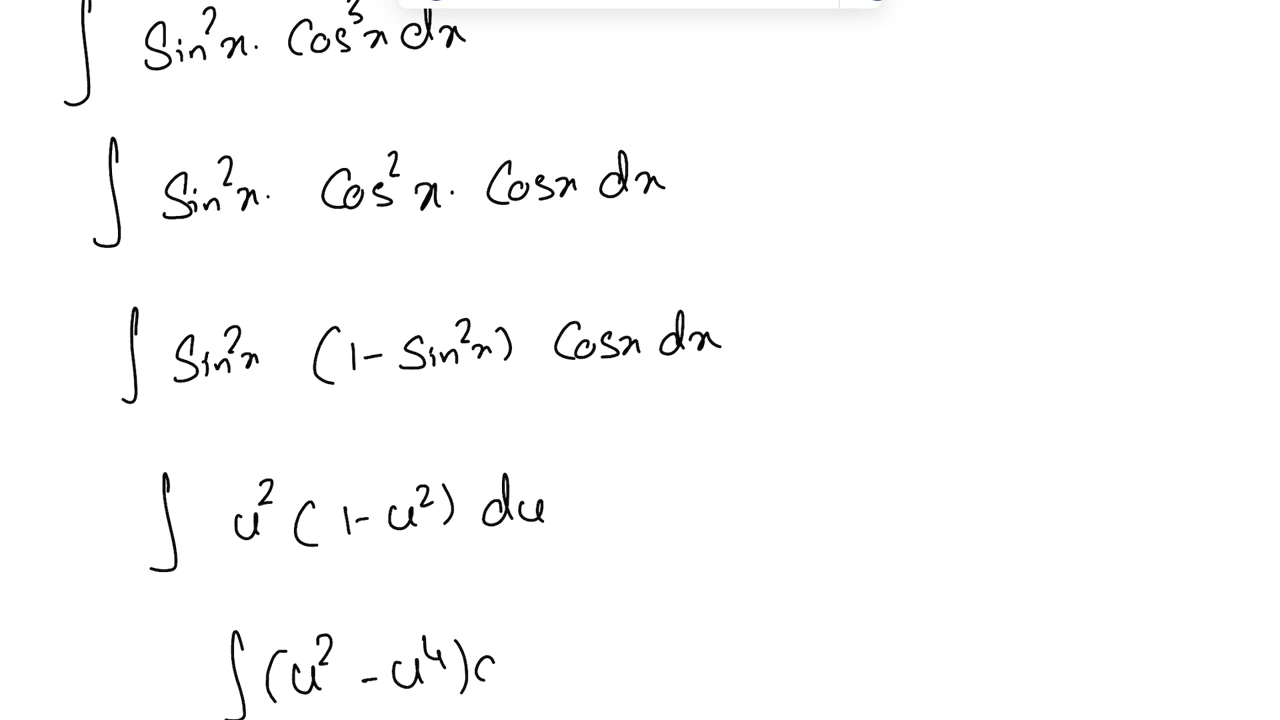 ∫ Sin²x. Cos³x dx
∫ Sin²x. Cos²x. Cosx dx
∫ Sin²x (1- Sin²x) Cosx dx
∫ u² (1- u²) du
∫(u² - u⁴)